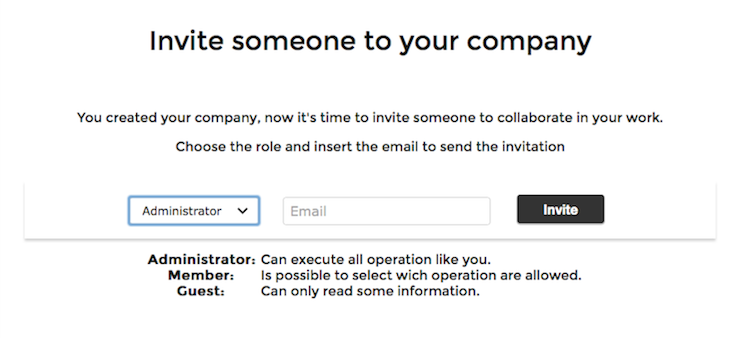 Invite someone to your company
You created your company, now it's time to invite someone to collaborate in your work.
Choose the role and insert the email to send the invitation
Administrator Email Invite
Administrator: Can execute all operation like you.
Member: Is possible to select wich operation are allowed.
Guest: Can only read some information.